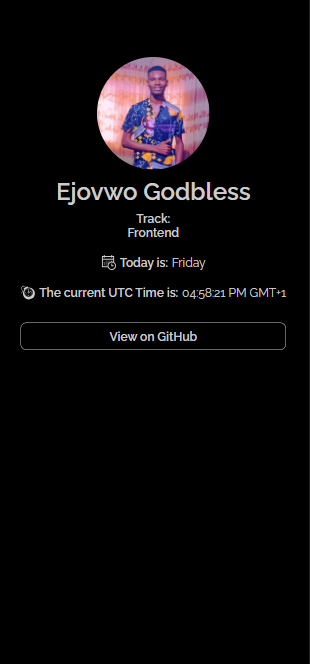 Ejovwo Godbless
Track:
Frontend
Today is: Friday
The current UTC Time is: 04:58:21 PM GMT+1
View on GitHub